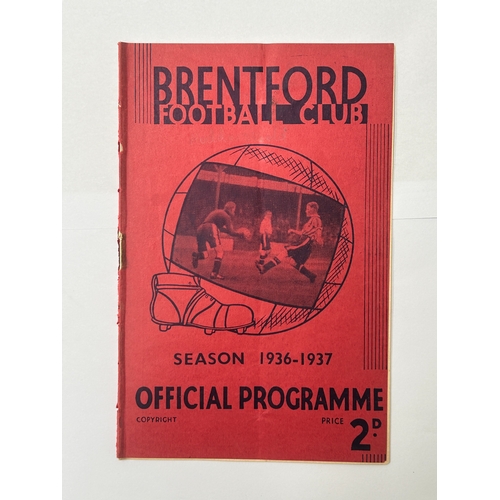 BRENTFORD
FOOTBALL CLUB
SEASON 1936-1937
OFFICIAL PROGRAMME
COPYRIGHT PRICE 2D.